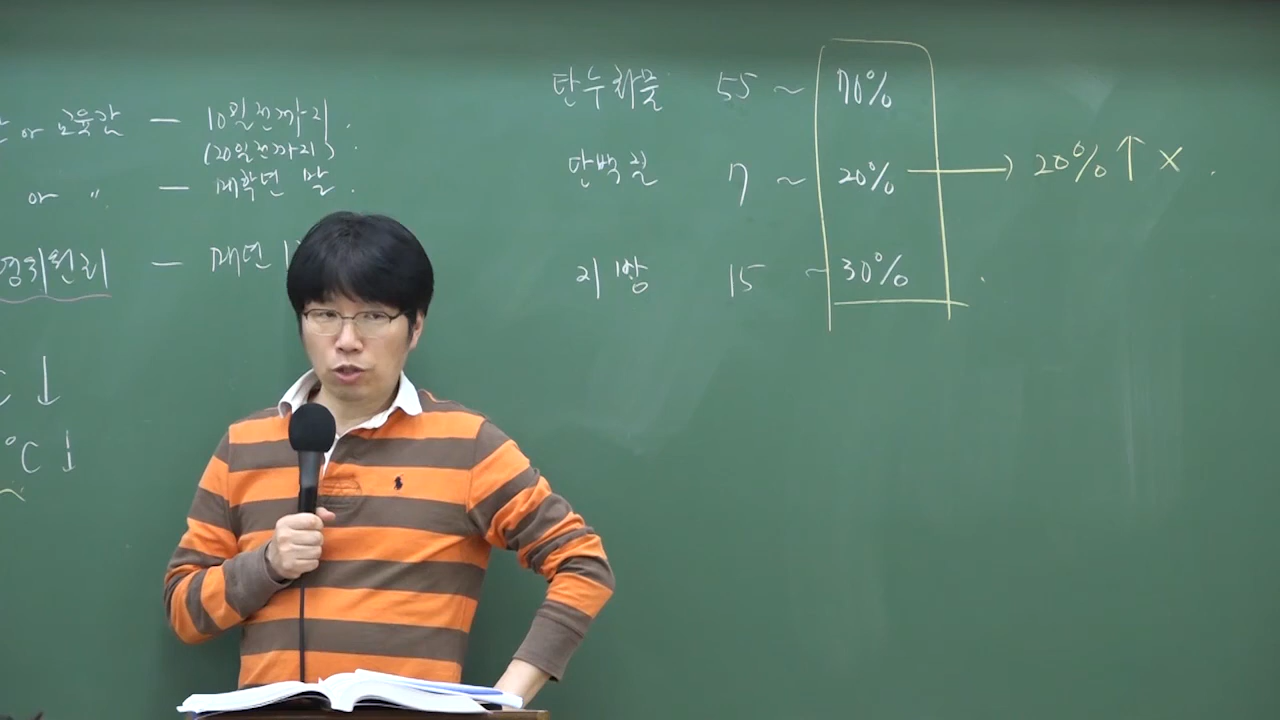 or 교육감 — 10일전까지.
(20일전까지).
or 〃 — 매학년 말.
경위원회 — 매년 1
C ↓
°C ↓
탄수화물 55 ~ 70%
단백질 7 ~ 20% → 20% ↑ X.
지방 15 ~ 30%